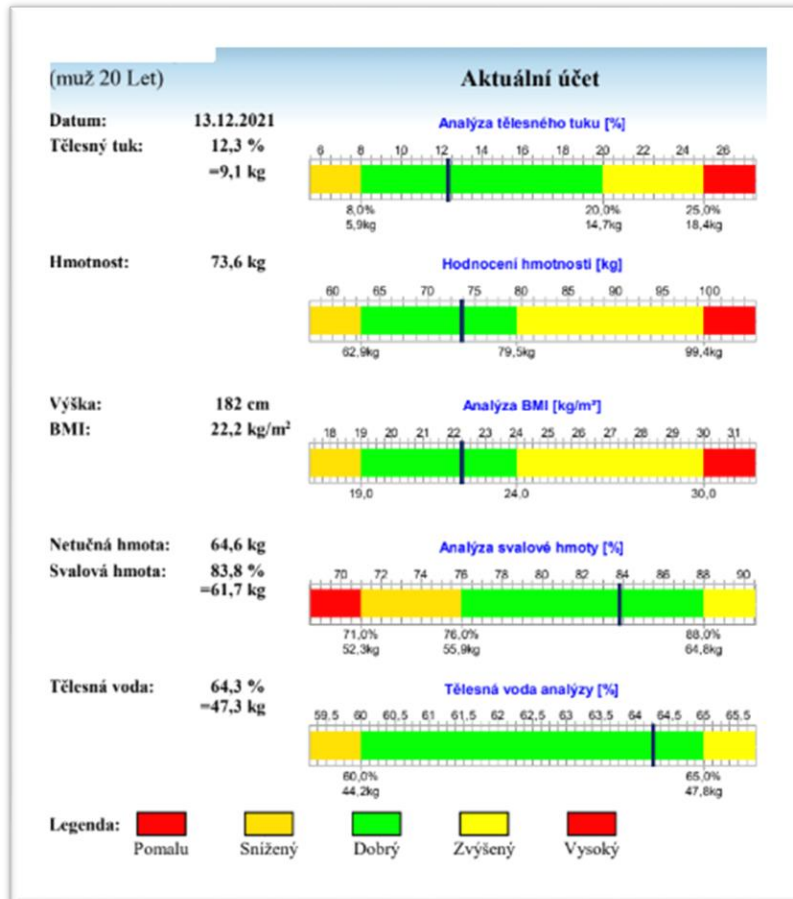 (muž 20 Let)
Aktuální účet
Datum: 13.12.2021
Analýza tělesného tuku [%]
Tělesný tuk: 12,3 %
6 8 10 12 14 16 18 20 22 24 26
=9,1 kg
8,0% 20,0% 25,0%
5,9kg 14,7kg 18,4kg
Hmotnost: 73,6 kg
Hodnocení hmotnosti [kg]
60 65 70 75 80 85 90 95 100
62,9kg 79,5kg 99,4kg
Výška: 182 cm
Analýza BMI [kg/m²]
BMI: 22,2 kg/m²
18 19 20 21 22 23 24 25 26 27 28 29 30 31
19,0 24,0 30,0
Netučná hmota: 64,6 kg
Analýza svalové hmoty [%]
Svalová hmota: 83,8 %
70 72 74 76 78 80 82 84 86 88 90
=61,7 kg
71,0% 76,0% 88,0%
52,3kg 55,9kg 64,8kg
Tělesná voda: 64,3 %
Tělesná voda analýzy [%]
=47,3 kg
59,5 60 60,5 61 61,5 62 62,5 63 63,5 64 64,5 65 65,5
60,0% 65,0%
44,2kg 47,8kg
Legenda:
Pomalu Snížený Dobrý Zvýšený Vysoký